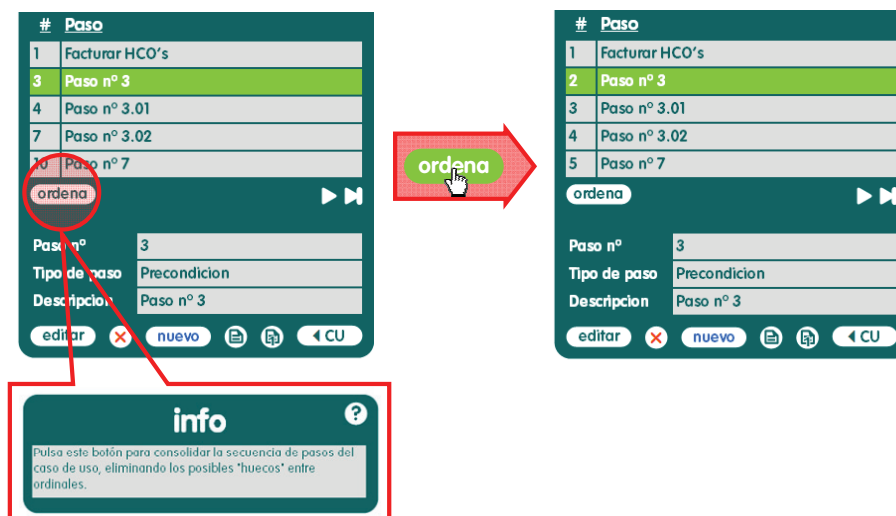 # Paso
1 Facturar HCO's
3 Paso nº 3
4 Paso nº 3.01
7 Paso nº 3.02
10 Paso nº 7
ordena
Paso nº 3
Tipo de paso Precondicion
Descripcion Paso nº 3
editar nuevo CU
info ?
Pulsa este botón para consolidar la secuencia de pasos del
caso de uso, eliminando los posibles "huecos" entre
ordinales.
ordena
# Paso
1 Facturar HCO's
2 Paso nº 3
3 Paso nº 3.01
4 Paso nº 3.02
5 Paso nº 7
ordena
Paso nº 3
Tipo de paso Precondicion
Descripcion Paso nº 3
editar nuevo CU